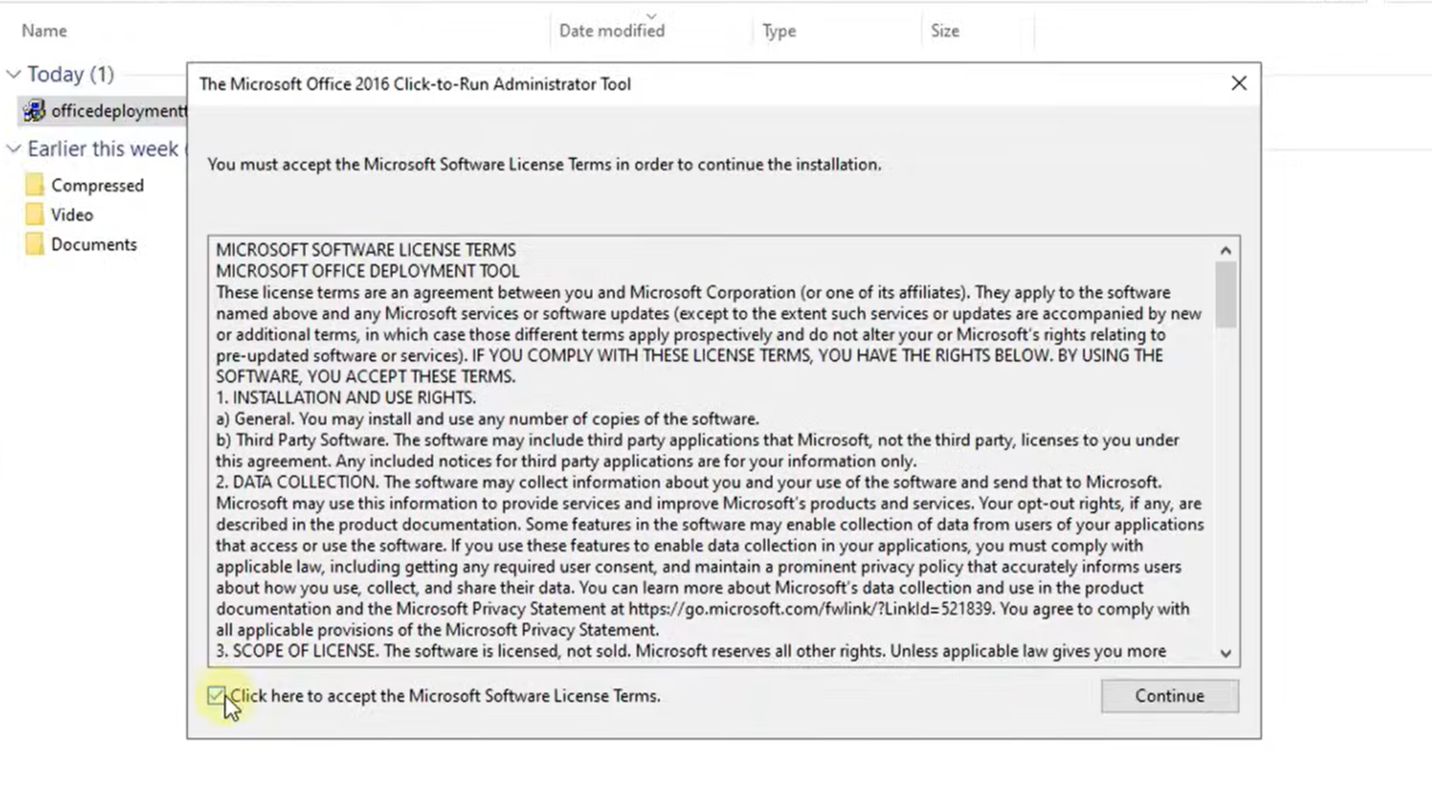 Name Date modified Type Size
Today (1)
officedeploymentt
Earlier this week (
Compressed
Video
Documents
The Microsoft Office 2016 Click-to-Run Administrator Tool
You must accept the Microsoft Software License Terms in order to continue the installation.
MICROSOFT SOFTWARE LICENSE TERMS
MICROSOFT OFFICE DEPLOYMENT TOOL
These license terms are an agreement between you and Microsoft Corporation (or one of its affiliates). They apply to the software
named above and any Microsoft services or software updates (except to the extent such services or updates are accompanied by new
or additional terms, in which case those different terms apply prospectively and do not alter your or Microsoft's rights relating to
pre-updated software or services). IF YOU COMPLY WITH THESE LICENSE TERMS, YOU HAVE THE RIGHTS BELOW. BY USING THE
SOFTWARE, YOU ACCEPT THESE TERMS.
1. INSTALLATION AND USE RIGHTS.
a) General. You may install and use any number of copies of the software.
b) Third Party Software. The software may include third party applications that Microsoft, not the third party, licenses to you under
this agreement. Any included notices for third party applications are for your information only.
2. DATA COLLECTION. The software may collect information about you and your use of the software and send that to Microsoft.
Microsoft may use this information to provide services and improve Microsoft's products and services. Your opt-out rights, if any, are
described in the product documentation. Some features in the software may enable collection of data from users of your applications
that access or use the software. If you use these features to enable data collection in your applications, you must comply with
applicable law, including getting any required user consent, and maintain a prominent privacy policy that accurately informs users
about how you use, collect, and share their data. You can learn more about Microsoft's data collection and use in the product
documentation and the Microsoft Privacy Statement at https://go.microsoft.com/fwlink/?LinkId=521839. You agree to comply with
all applicable provisions of the Microsoft Privacy Statement.
3. SCOPE OF LICENSE. The software is licensed, not sold. Microsoft reserves all other rights. Unless applicable law gives you more
Click here to accept the Microsoft Software License Terms.
Continue